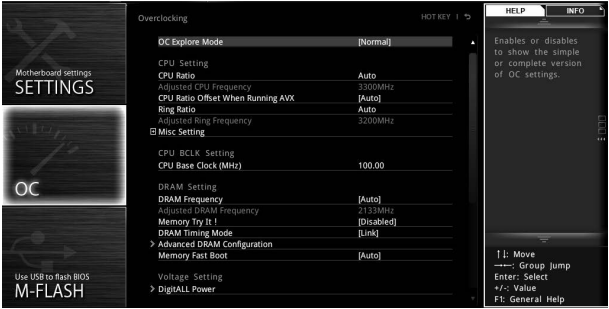 Motherboard settings
SETTINGS
OC
Use USB to flash BIOS
M-FLASH
Overclocking
HOT KEY
OC Explore Mode [Normal]
CPU Setting
CPU Ratio Auto
Adjusted CPU Frequency 3300MHz
CPU Ratio Offset When Running AVX [Auto]
Ring Ratio Auto
Adjusted Ring Frequency 3200MHz
Misc Setting
CPU BCLK Setting
CPU Base Clock (MHz) 100.00
DRAM Setting
DRAM Frequency [Auto]
Adjusted DRAM Frequency 2133MHz
Memory Try It ! [Disabled]
DRAM Timing Mode [Link]
Advanced DRAM Configuration
Memory Fast Boot [Auto]
Voltage Setting
DigitALL Power
HELP
INFO
Enables or disables
to show the simple
or complete version
of OC settings.
↑↓: Move
→←: Group Jump
Enter: Select
+/-: Value
F1: General Help